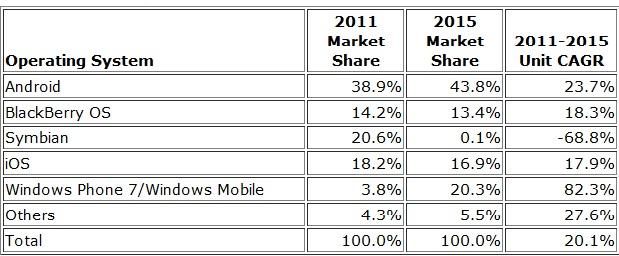 Operating System 2011 Market Share 2015 Market Share 2011-2015 Unit CAGR
Android 38.9% 43.8% 23.7%
BlackBerry OS 14.2% 13.4% 18.3%
Symbian 20.6% 0.1% -68.8%
iOS 18.2% 16.9% 17.9%
Windows Phone 7/Windows Mobile 3.8% 20.3% 82.3%
Others 4.3% 5.5% 27.6%
Total 100.0% 100.0% 20.1%